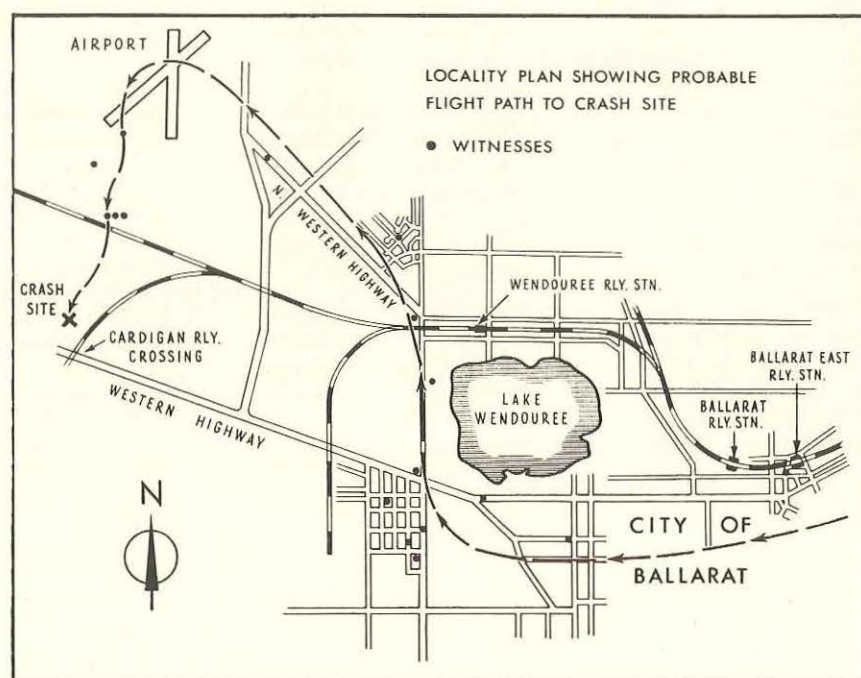 AIRPORT
LOCALITY PLAN SHOWING PROBABLE
FLIGHT PATH TO CRASH SITE
WITNESSES
N. WESTERN HIGHWAY
WENDOUREE RLY. STN.
CRASH
SITE
CARDIGAN RLY.
CROSSING
WESTERN HIGHWAY
LAKE
WENDOUREE
BALLARAT EAST
RLY. STN.
BALLARAT
RLY. STN.
N
CITY OF
BALLARAT